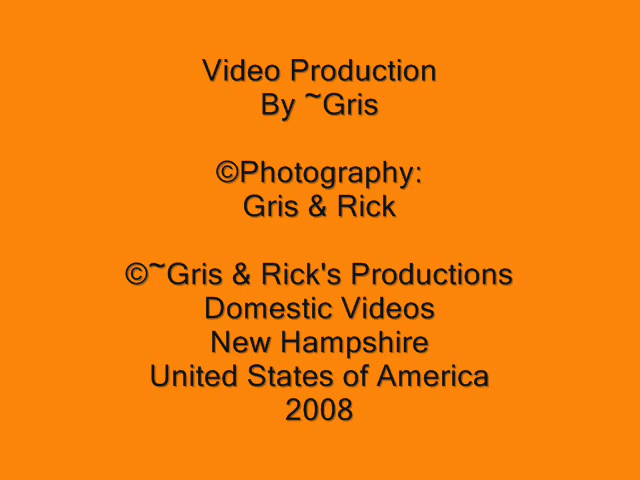 Video Production
By ~Gris
©Photography:
Gris & Rick
©~Gris & Rick's Productions
Domestic Videos
New Hampshire
United States of America
2008